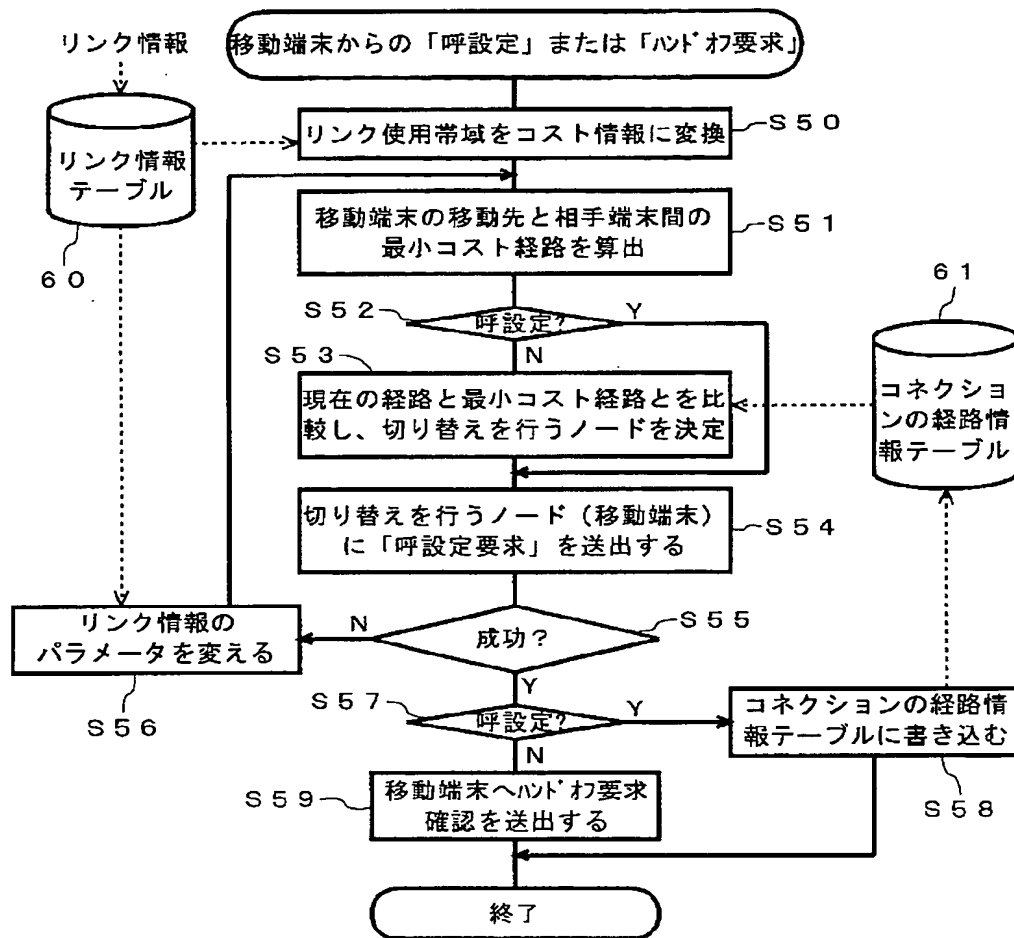 リンク情報
移動端末からの「呼設定」または「ﾊﾝﾄﾞｵﾌ要求」
リンク使用帯域をコスト情報に変換
S50
リンク情報
テーブル
60
移動端末の移動先と相手端末間の
最小コスト経路を算出
S51
S52
呼設定?
Y
N
61
S53
現在の経路と最小コスト経路とを比
較し、切り替えを行うノードを決定
コネクショ
ンの経路情
報テーブル
切り替えを行うノード（移動端末）
に「呼設定要求」を送出する
S54
成功?
S55
N
Y
リンク情報の
パラメータを変える
S56
S57
呼設定?
Y
N
コネクションの経路情
報テーブルに書き込む
S58
S59
移動端末へﾊﾝﾄﾞｵﾌ要求
確認を送出する
終了